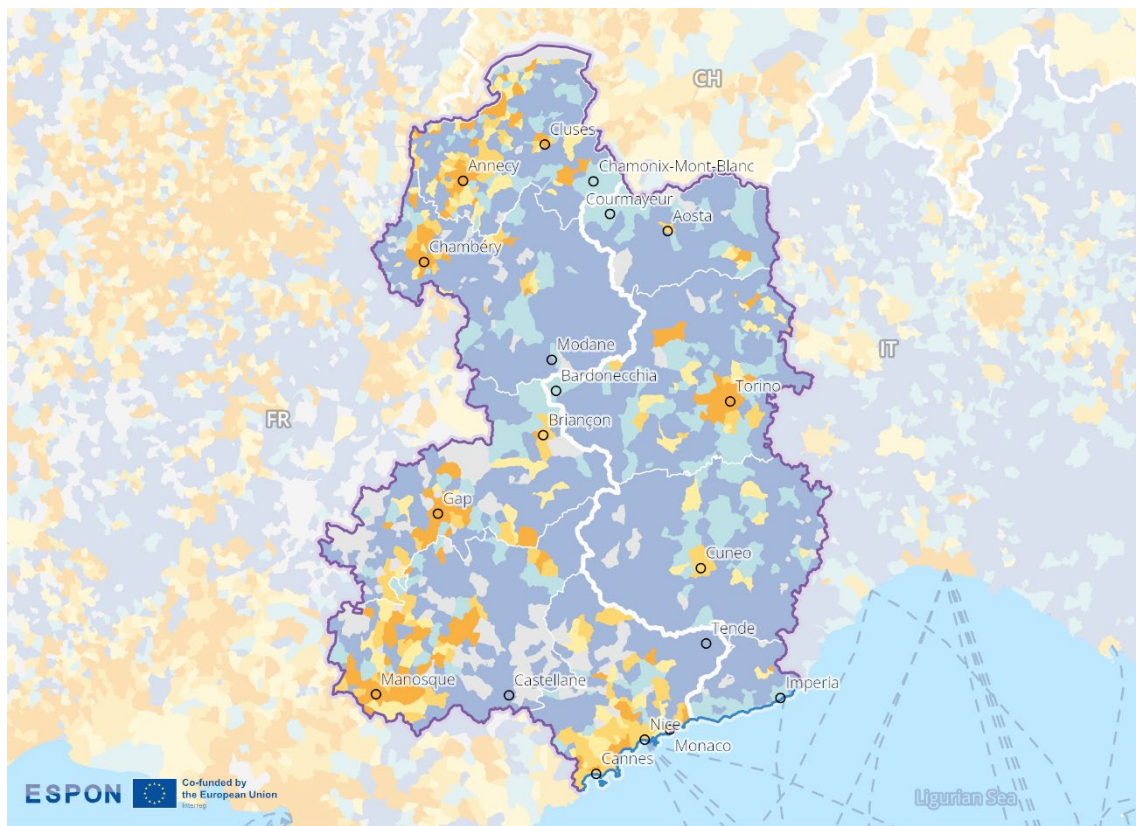 CH
Cluses
Annecy
Chamonix-Mont-Blanc
Courmayeur
Aosta
Chambéry
Modane
IT
Bardonecchia
Torino
FR
Briançon
Gap
Cuneo
Tende
Manosque
Castellane
Imperia
Nice
Monaco
Cannes
ESPON
Co-funded by
the European Union
Interreg
Ligurian Sea